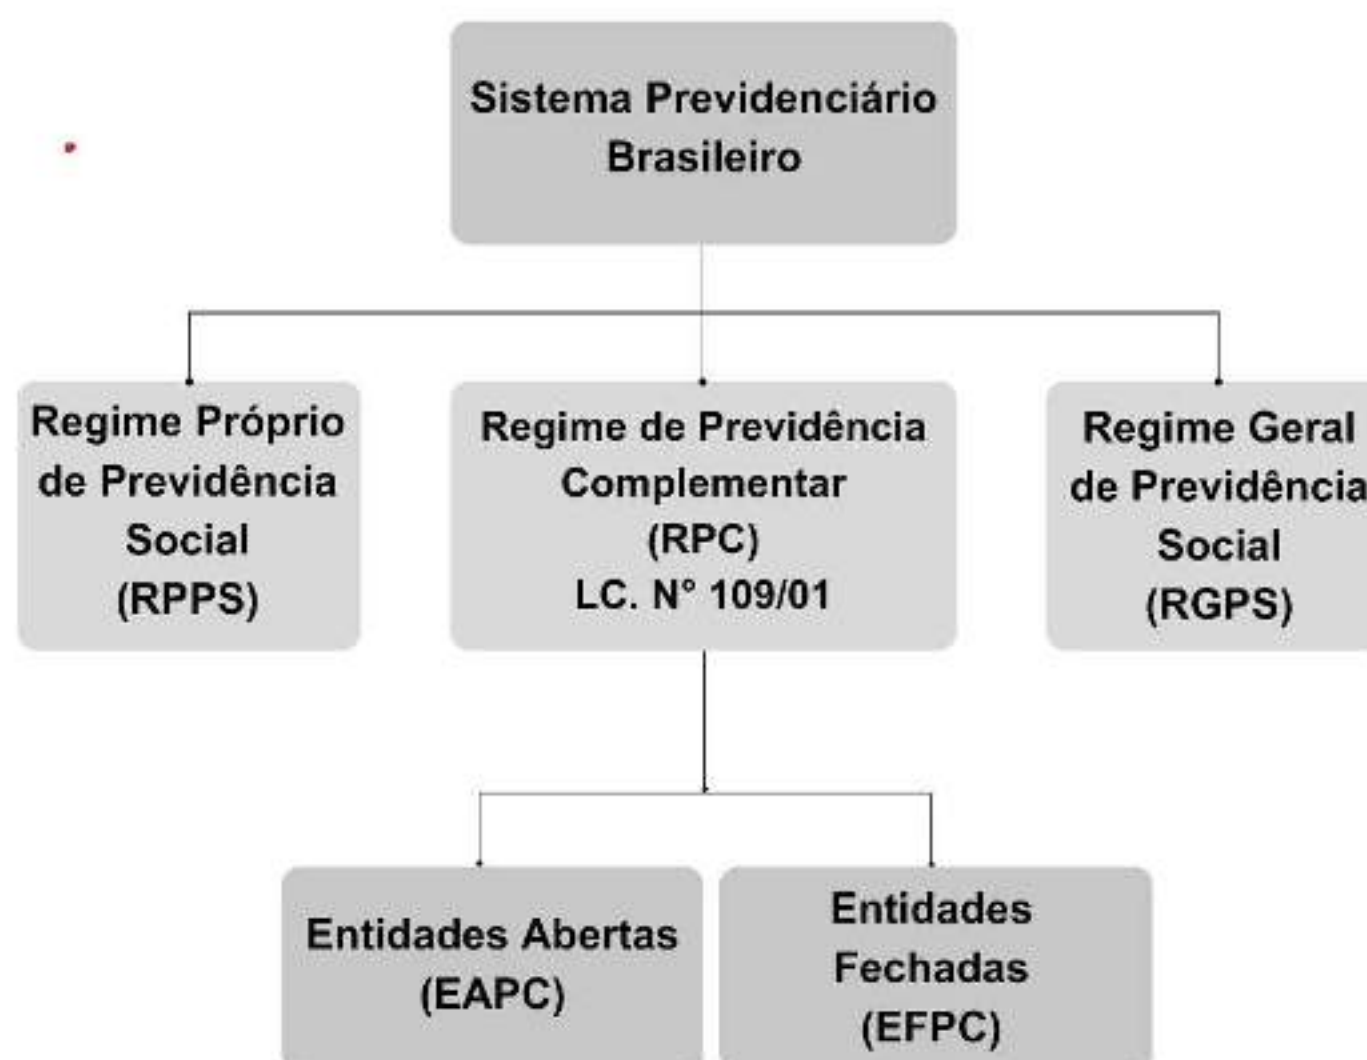 Sistema Previdenciário
Brasileiro
Regime Próprio
de Previdência
Social
(RPPS)
Regime de Previdência
Complementar
(RPC)
LC. N° 109/01
Regime Geral
de Previdência
Social
(RGPS)
Entidades Abertas
(EAPC)
Entidades
Fechadas
(EFPC)